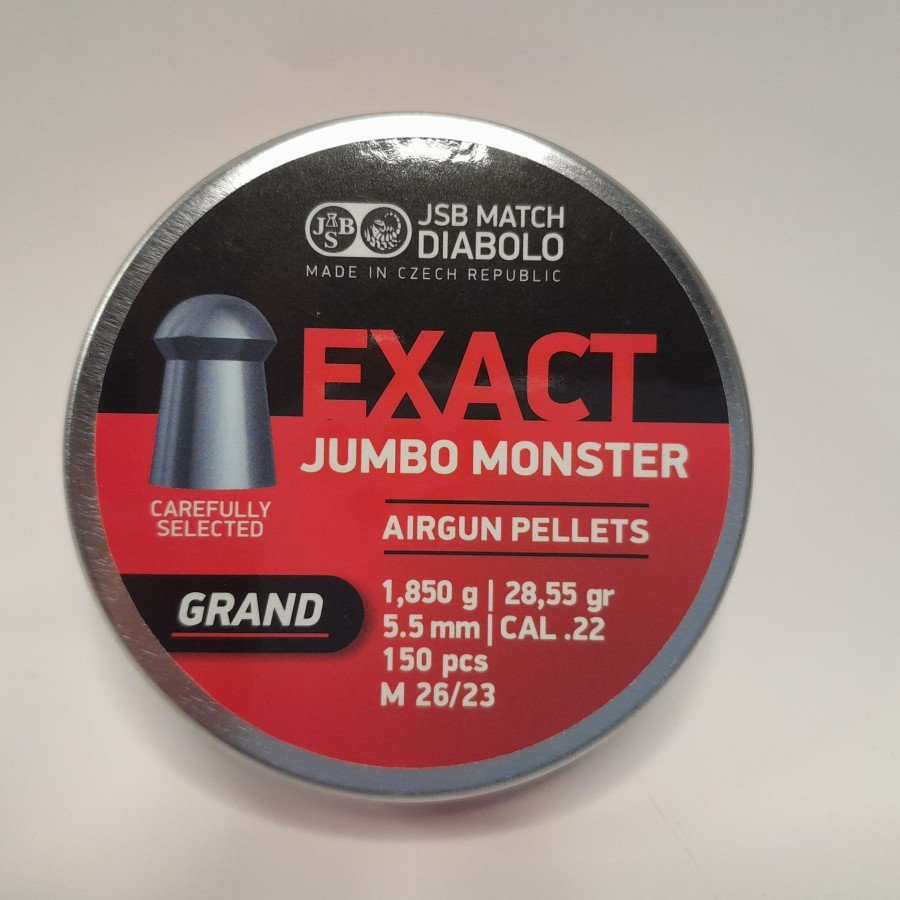 JSB
JSB MATCH
DIABOLO
MADE IN CZECH REPUBLIC
EXACT
JUMBO MONSTER
CAREFULLY
SELECTED
AIRGUN PELLETS
GRAND
1,850 g | 28,55 gr
5.5 mm | CAL .22
150 pcs
M 26/23